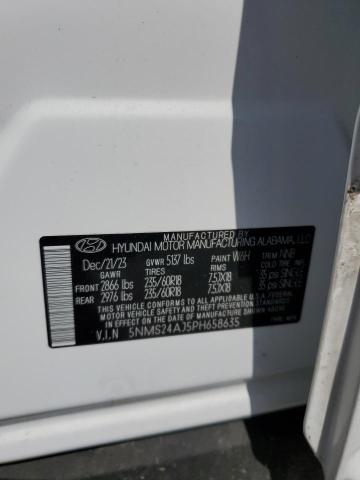 MANUFACTURED BY
HYUNDAI MOTOR MANUFACTURING ALABAMA, LLC
Dec/21/23 GVWR 5137 lbs PAINT W6H TRIM NNB
GAWR TIRES RIMS
FRONT 2866 lbs 235/60R18 7.5JX18 35 psi SINGLE
REAR 2976 lbs 235/60R18 7.5JX18 35 psi SINGLE
THIS VEHICLE CONFORMS TO ALL APPLICABLE U.S. FEDERAL
MOTOR VEHICLE SAFETY AND THEFT PREVENTION STANDARDS
IN EFFECT ON THE DATE OF MANUFACTURE SHOWN ABOVE
V.I.N 5NMS24AJ5PH658635